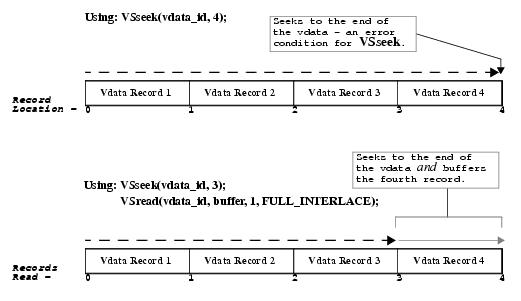 Using: VSseek(vdata_id, 4);
Seeks to the end of
the vdata – an error
condition for VSseek.
Vdata Record 1 Vdata Record 2 Vdata Record 3 Vdata Record 4
Record
Location – 0 1 2 3 4
Seeks to the end of
the vdata and buffers
the fourth record.
Using: VSseek(vdata_id, 3);
VSread(vdata_id, buffer, 1, FULL_INTERLACE);
Vdata Record 1 Vdata Record 2 Vdata Record 3 Vdata Record 4
Records
Read – 0 1 2 3 4